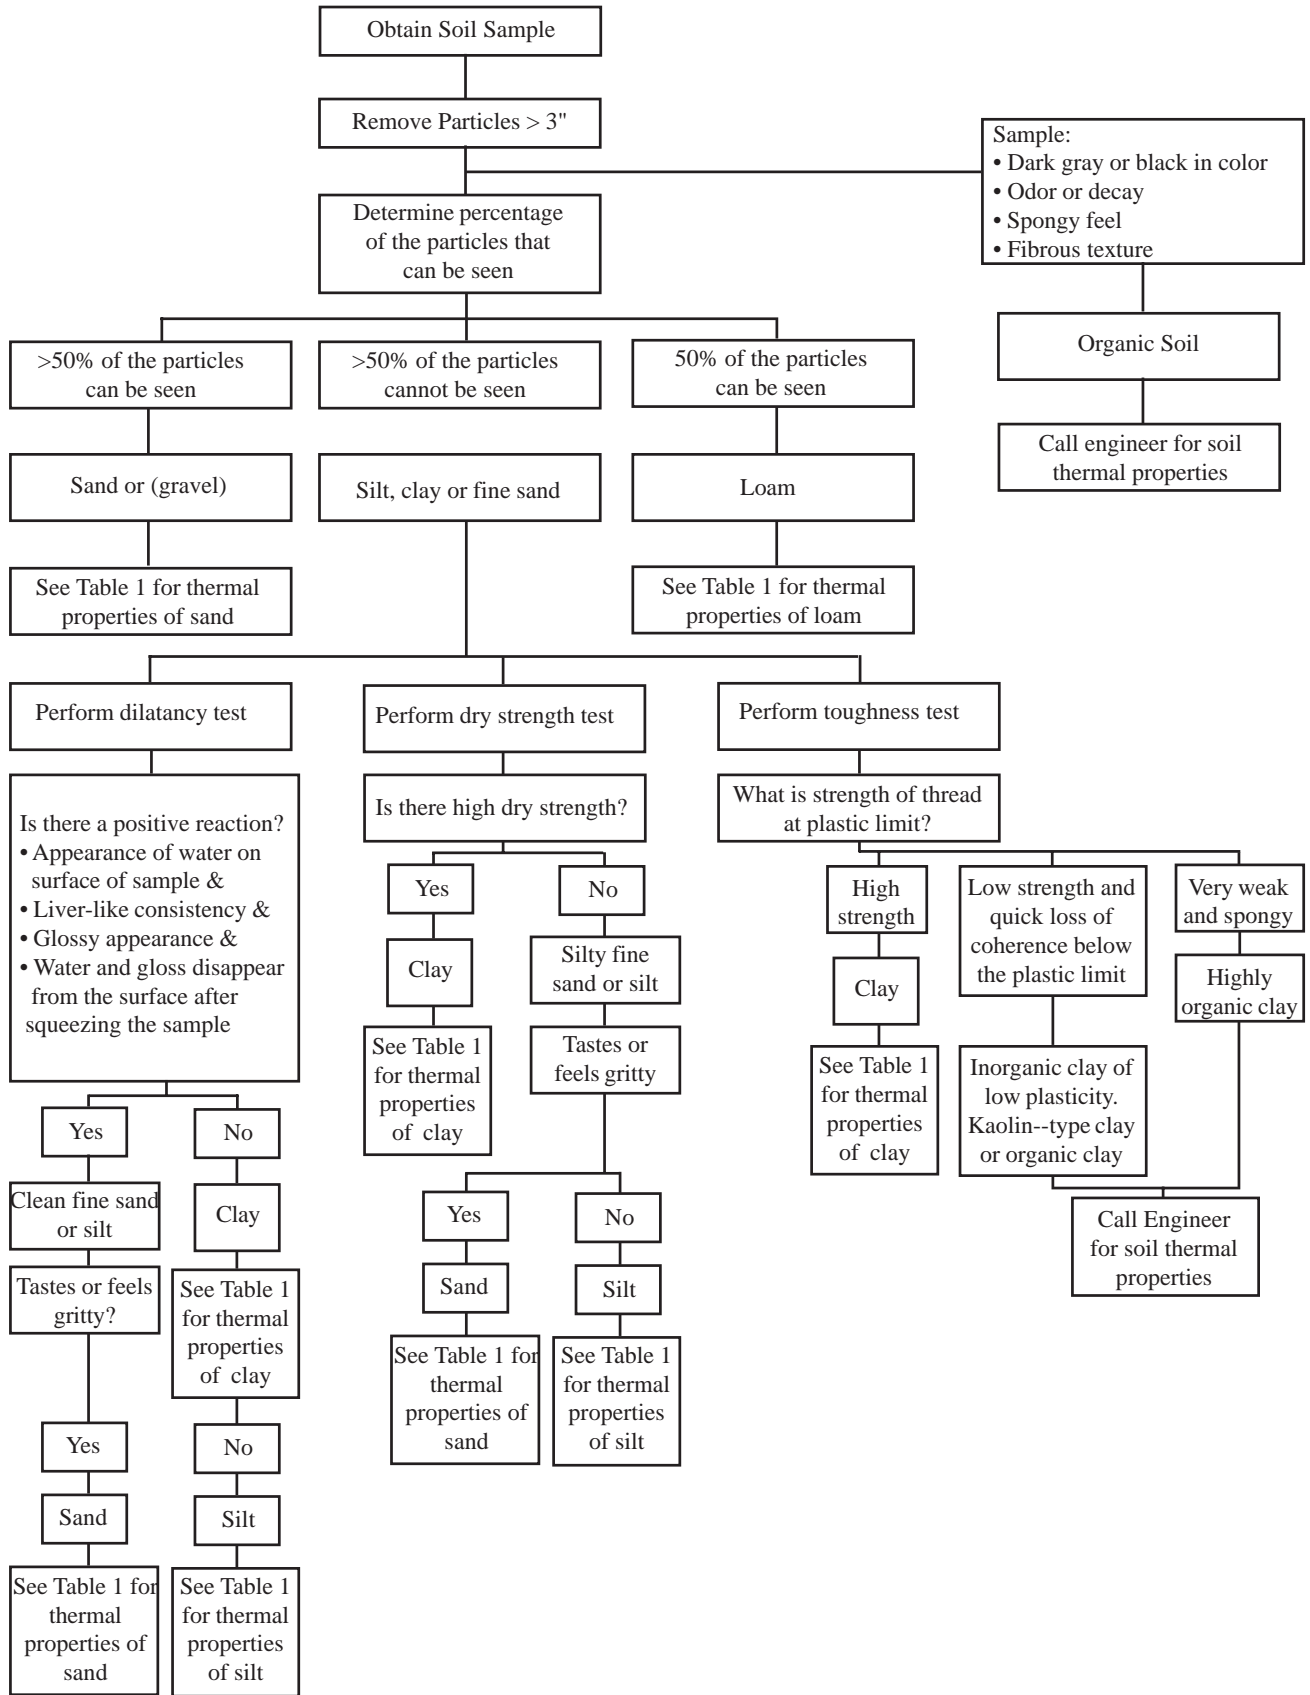 Obtain Soil Sample
Remove Particles > 3"
Sample:
• Dark gray or black in color
• Odor or decay
• Spongy feel
• Fibrous texture
Determine percentage
of the particles that
can be seen
Organic Soil
Call engineer for soil
thermal properties
>50% of the particles
can be seen
>50% of the particles
cannot be seen
50% of the particles
can be seen
Sand or (gravel)
Silt, clay or fine sand
Loam
See Table 1 for thermal
properties of sand
See Table 1 for thermal
properties of loam
Perform dilatancy test
Is there a positive reaction?
• Appearance of water on
surface of sample &
• Liver-like consistency &
• Glossy appearance &
• Water and gloss disappear
from the surface after
squeezing the sample
Yes
No
Clean fine sand
or silt
Clay
Tastes or feels
gritty?
See Table 1
for thermal
properties
of clay
Yes
No
Sand
Silt
See Table 1 for
thermal
properties of
sand
See Table 1
for thermal
properties
of silt
Perform dry strength test
Is there high dry strength?
Yes
No
Clay
Silty fine
sand or silt
See Table 1
for thermal
properties
of clay
Tastes or
feels gritty
Yes
No
Sand
Silt
See Table 1 for
thermal
properties of
sand
See Table 1
for thermal
properties
of silt
Perform toughness test
What is strength of thread
at plastic limit?
High
strength
Low strength and
quick loss of
coherence below
the plastic limit
Very weak
and spongy
Clay
Highly
organic clay
See Table 1
for thermal
properties
of clay
Inorganic clay of
low plasticity.
Kaolin--type clay
or organic clay
Call Engineer
for soil thermal
properties